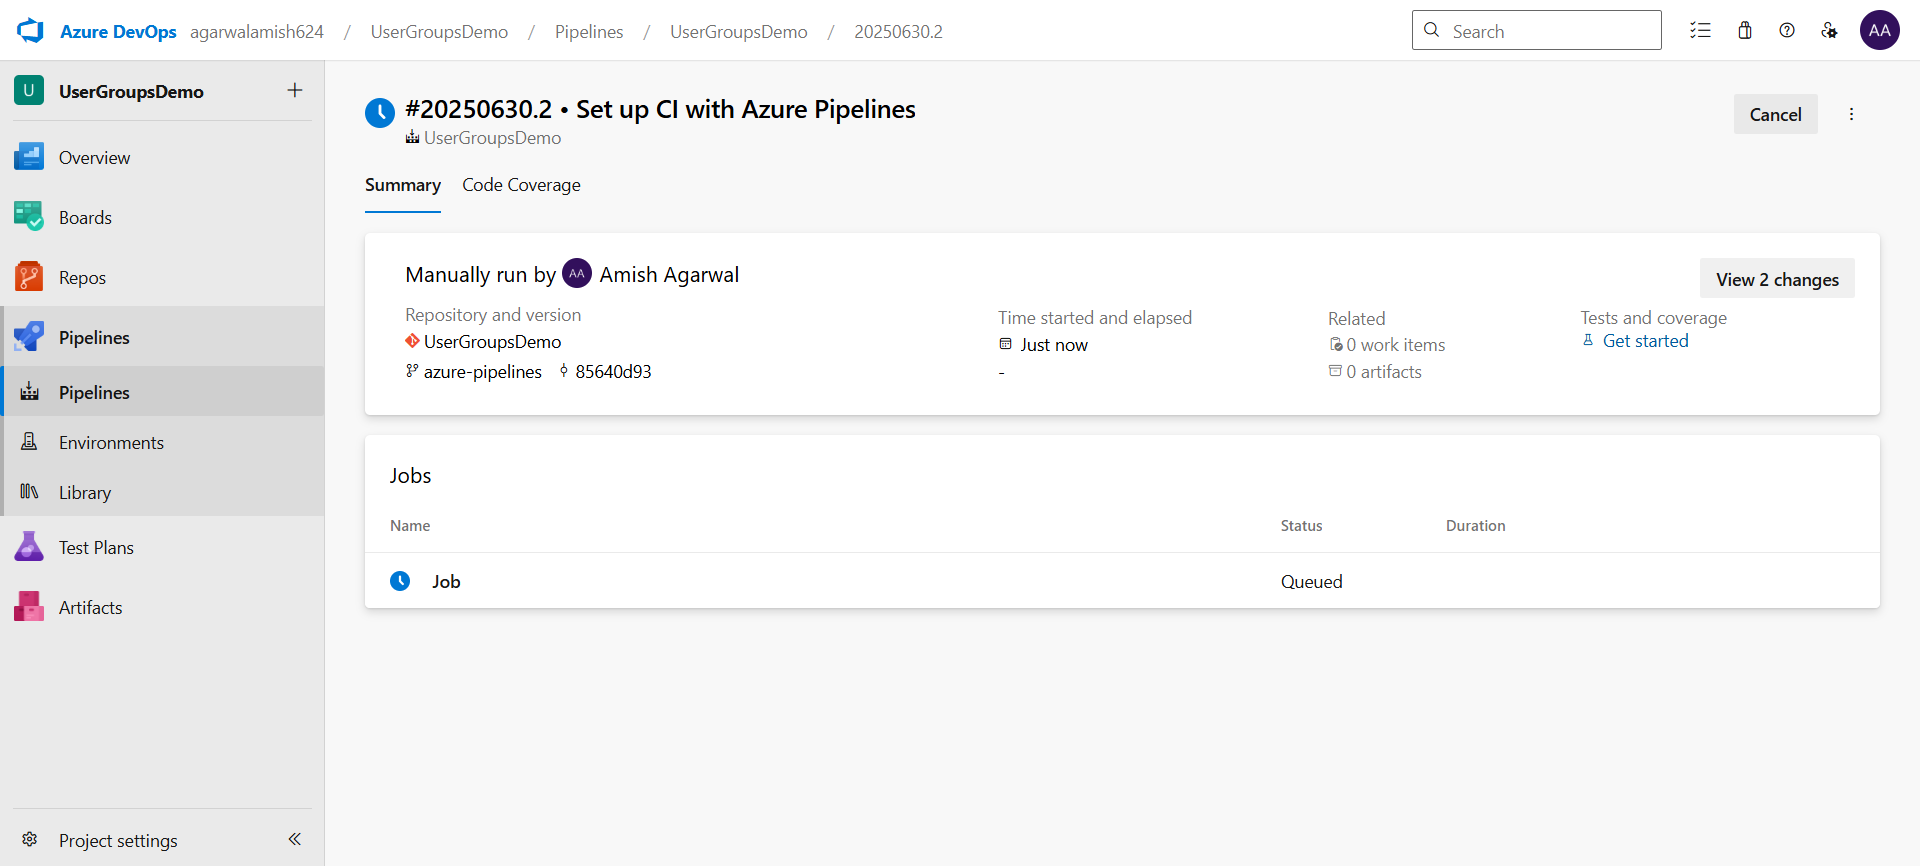 Azure DevOps agarwalamish624 / UserGroupsDemo / Pipelines / UserGroupsDemo / 20250630.2
Search
AA
U UserGroupsDemo
Overview
Boards
Repos
Pipelines
Pipelines
Environments
Library
Test Plans
Artifacts
Project settings
#20250630.2 • Set up CI with Azure Pipelines
UserGroupsDemo
Cancel
Summary Code Coverage
Manually run by AA Amish Agarwal
View 2 changes
Repository and version
UserGroupsDemo
azure-pipelines 85640d93
Time started and elapsed
Just now
-
Related
0 work items
0 artifacts
Tests and coverage
Get started
Jobs
Name Status Duration
Job Queued